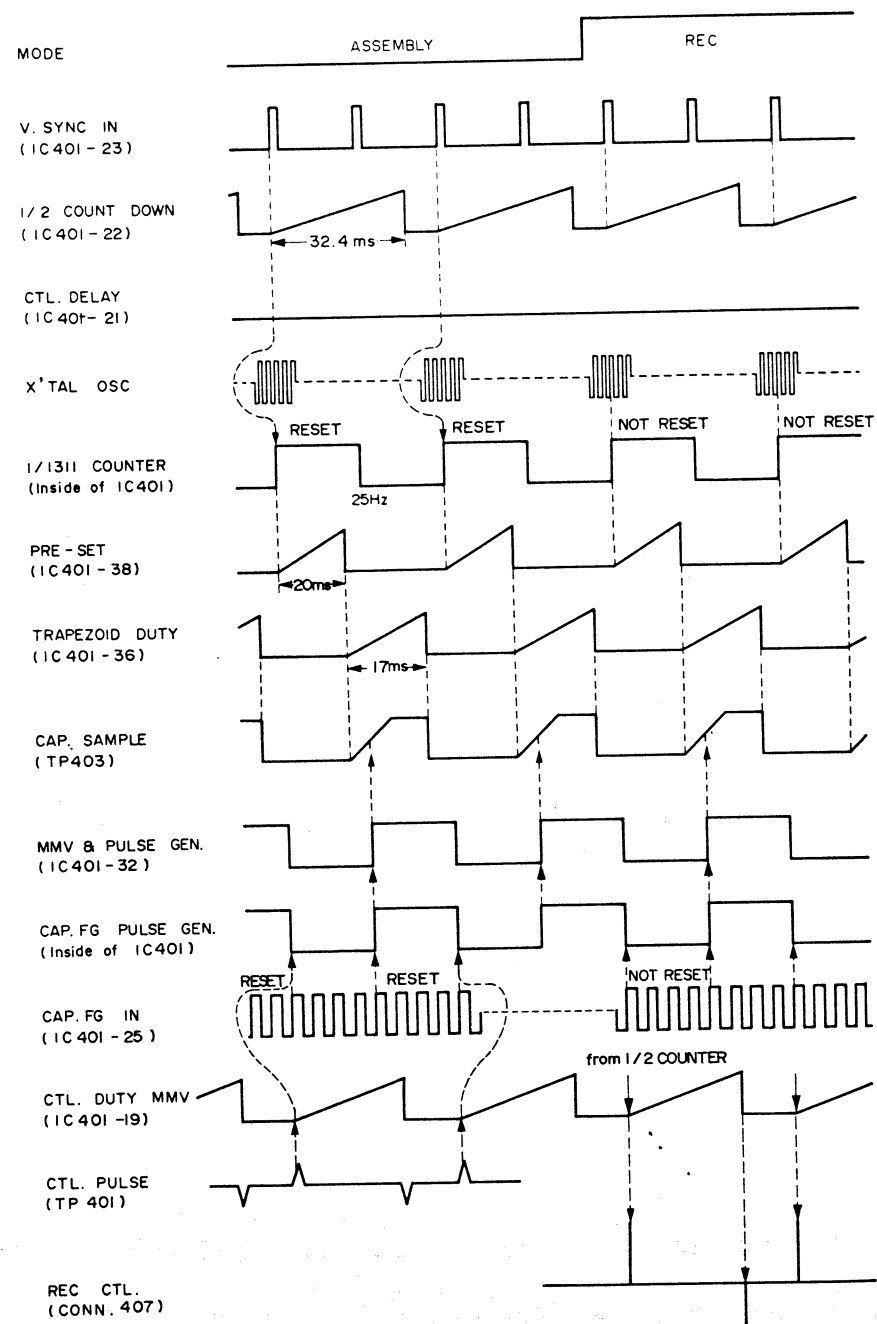 MODE
ASSEMBLY
REC
V. SYNC IN
(IC401-23)
1/2 COUNT DOWN
(IC401-22)
32.4 ms
CTL. DELAY
(IC401-21)
X'TAL OSC
RESET
RESET
NOT RESET
NOT RESET
1/1311 COUNTER
(Inside of IC401)
25Hz
PRE-SET
(IC401-38)
20ms
TRAPEZOID DUTY
(IC401-36)
17ms
CAP. SAMPLE
(TP403)
MMV & PULSE GEN.
(IC401-32)
CAP. FG PULSE GEN.
(Inside of IC401)
RESET
RESET
NOT RESET
CAP. FG IN
(IC401-25)
from 1/2 COUNTER
CTL. DUTY MMV
(IC401-19)
CTL. PULSE
(TP 401)
REC CTL.
(CONN. 407)